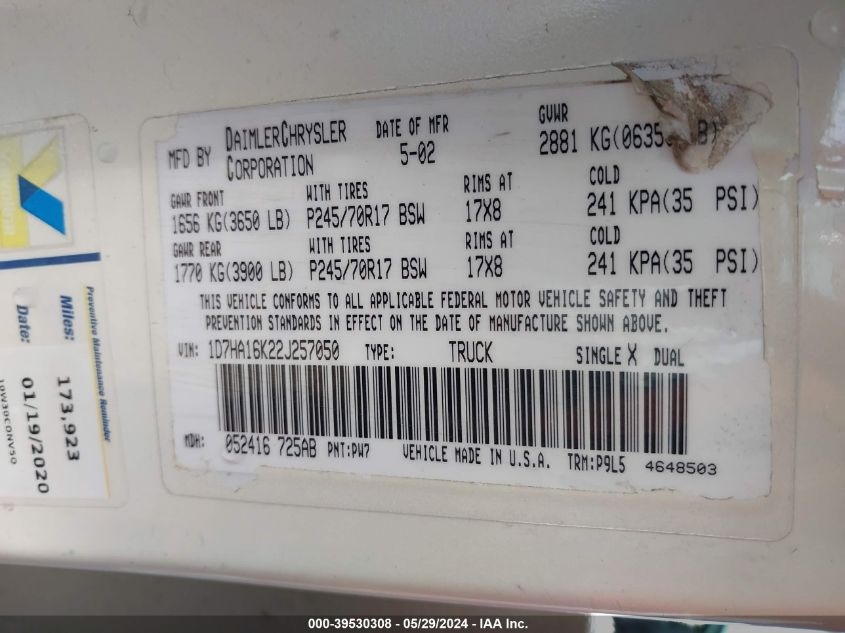 MFD BY DAIMLERCHRYSLER CORPORATION
DATE OF MFR
5-02
GVWR
2881 KG(0635 B)
GAWR FRONT WITH TIRES RIMS AT COLD
1656 KG(3650 LB) P245/70R17 BSW 17X8 241 KPA(35 PSI)
GAWR REAR WITH TIRES RIMS AT COLD
1770 KG(3900 LB) P245/70R17 BSW 17X8 241 KPA(35 PSI)
THIS VEHICLE CONFORMS TO ALL APPLICABLE FEDERAL MOTOR VEHICLE SAFETY AND THEFT
PREVENTION STANDARDS IN EFFECT ON THE DATE OF MANUFACTURE SHOWN ABOVE.
VIN: 1D7HA16K22J257050 TYPE: TRUCK SINGLE X DUAL
MDH: 052416 725AB PNT:PW7 VEHICLE MADE IN U.S.A. TRM:P9L5 4648503
Preventive Maintenance Reminder
Miles: 173,923
Date: 01/19/2020
10W30CONV50
000-39530308 - 05/29/2024 - IAA Inc.